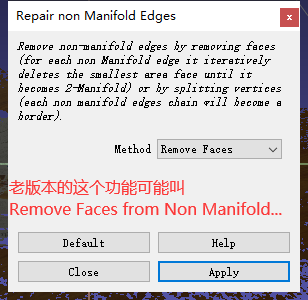 Repair non Manifold Edges
Remove non-manifold edges by removing faces
(for each non Manifold edge it iteratively
deletes the smallest area face until it
becomes 2-Manifold) or by splitting vertices
(each non manifold edges chain will become a
border).
Method Remove Faces
老版本的这个功能可能叫
Remove Faces from Non Manifold...
Default Help
Close Apply